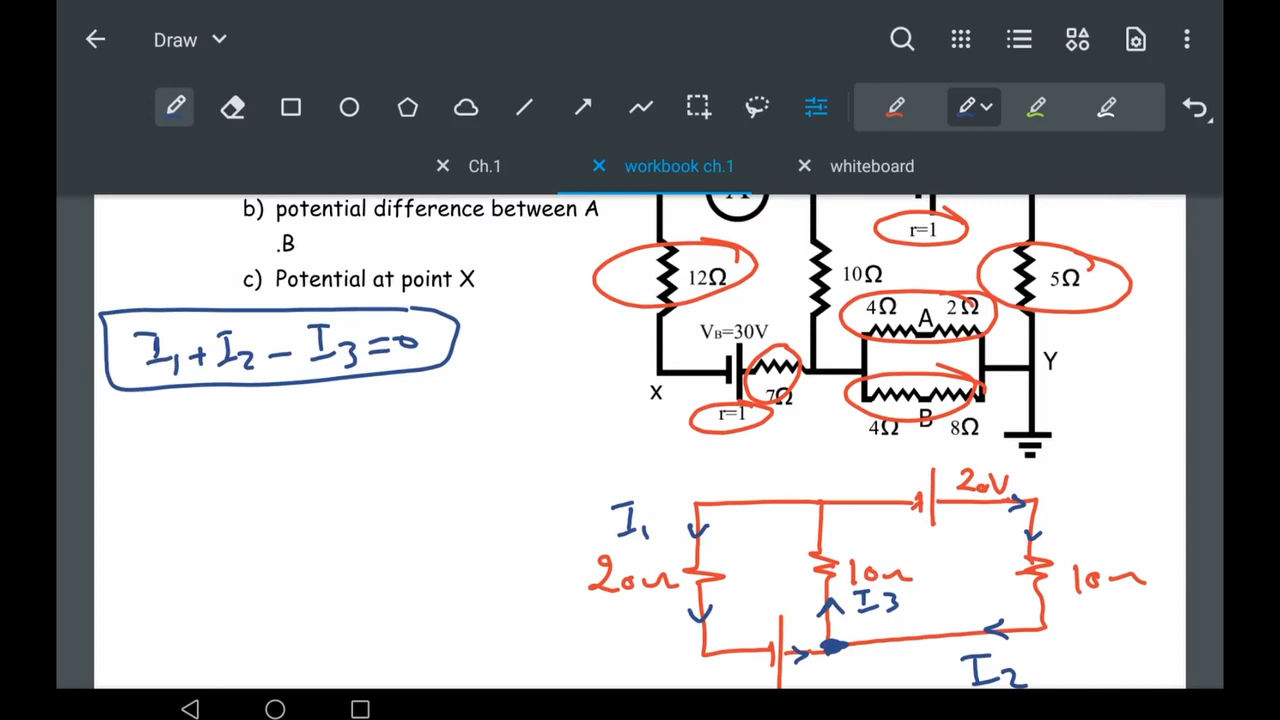 Draw
Ch.1
workbook ch.1
whiteboard
b) potential difference between A
.B
c) Potential at point X
I₁ + I₂ - I₃ = 0
A
r=1
12Ω
10Ω
5Ω
4Ω
2Ω
A
V_B=30V
Y
X
7Ω
r=1
B
4Ω
8Ω
20V
I₁
20Ω
10Ω
10Ω
I₃
I₂